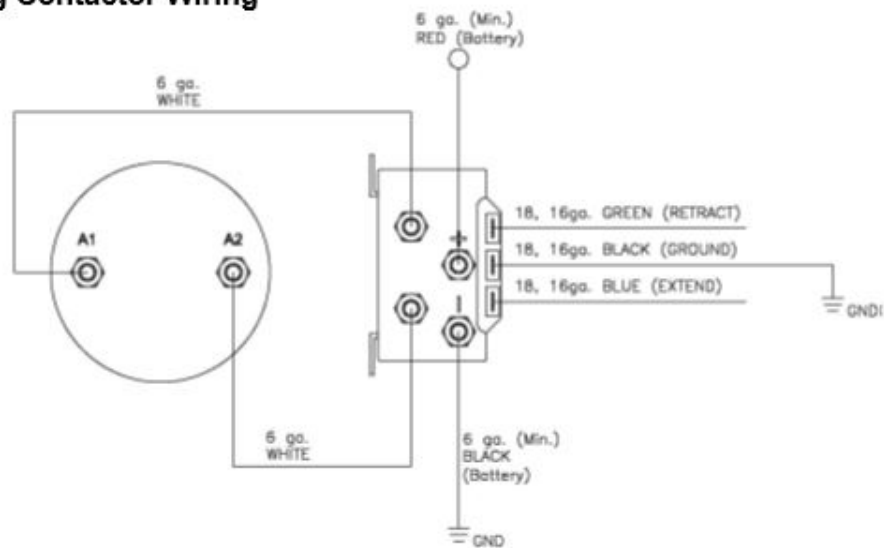 Contactor Wiring
6 ga. (Min.)
RED (Battery)
6 ga.
WHITE
A1
A2
+
18, 16ga. GREEN (RETRACT)
18, 16ga. BLACK (GROUND)
18, 16ga. BLUE (EXTEND)
−
GND
6 ga.
WHITE
6 ga. (Min.)
BLACK
(Battery)
GND